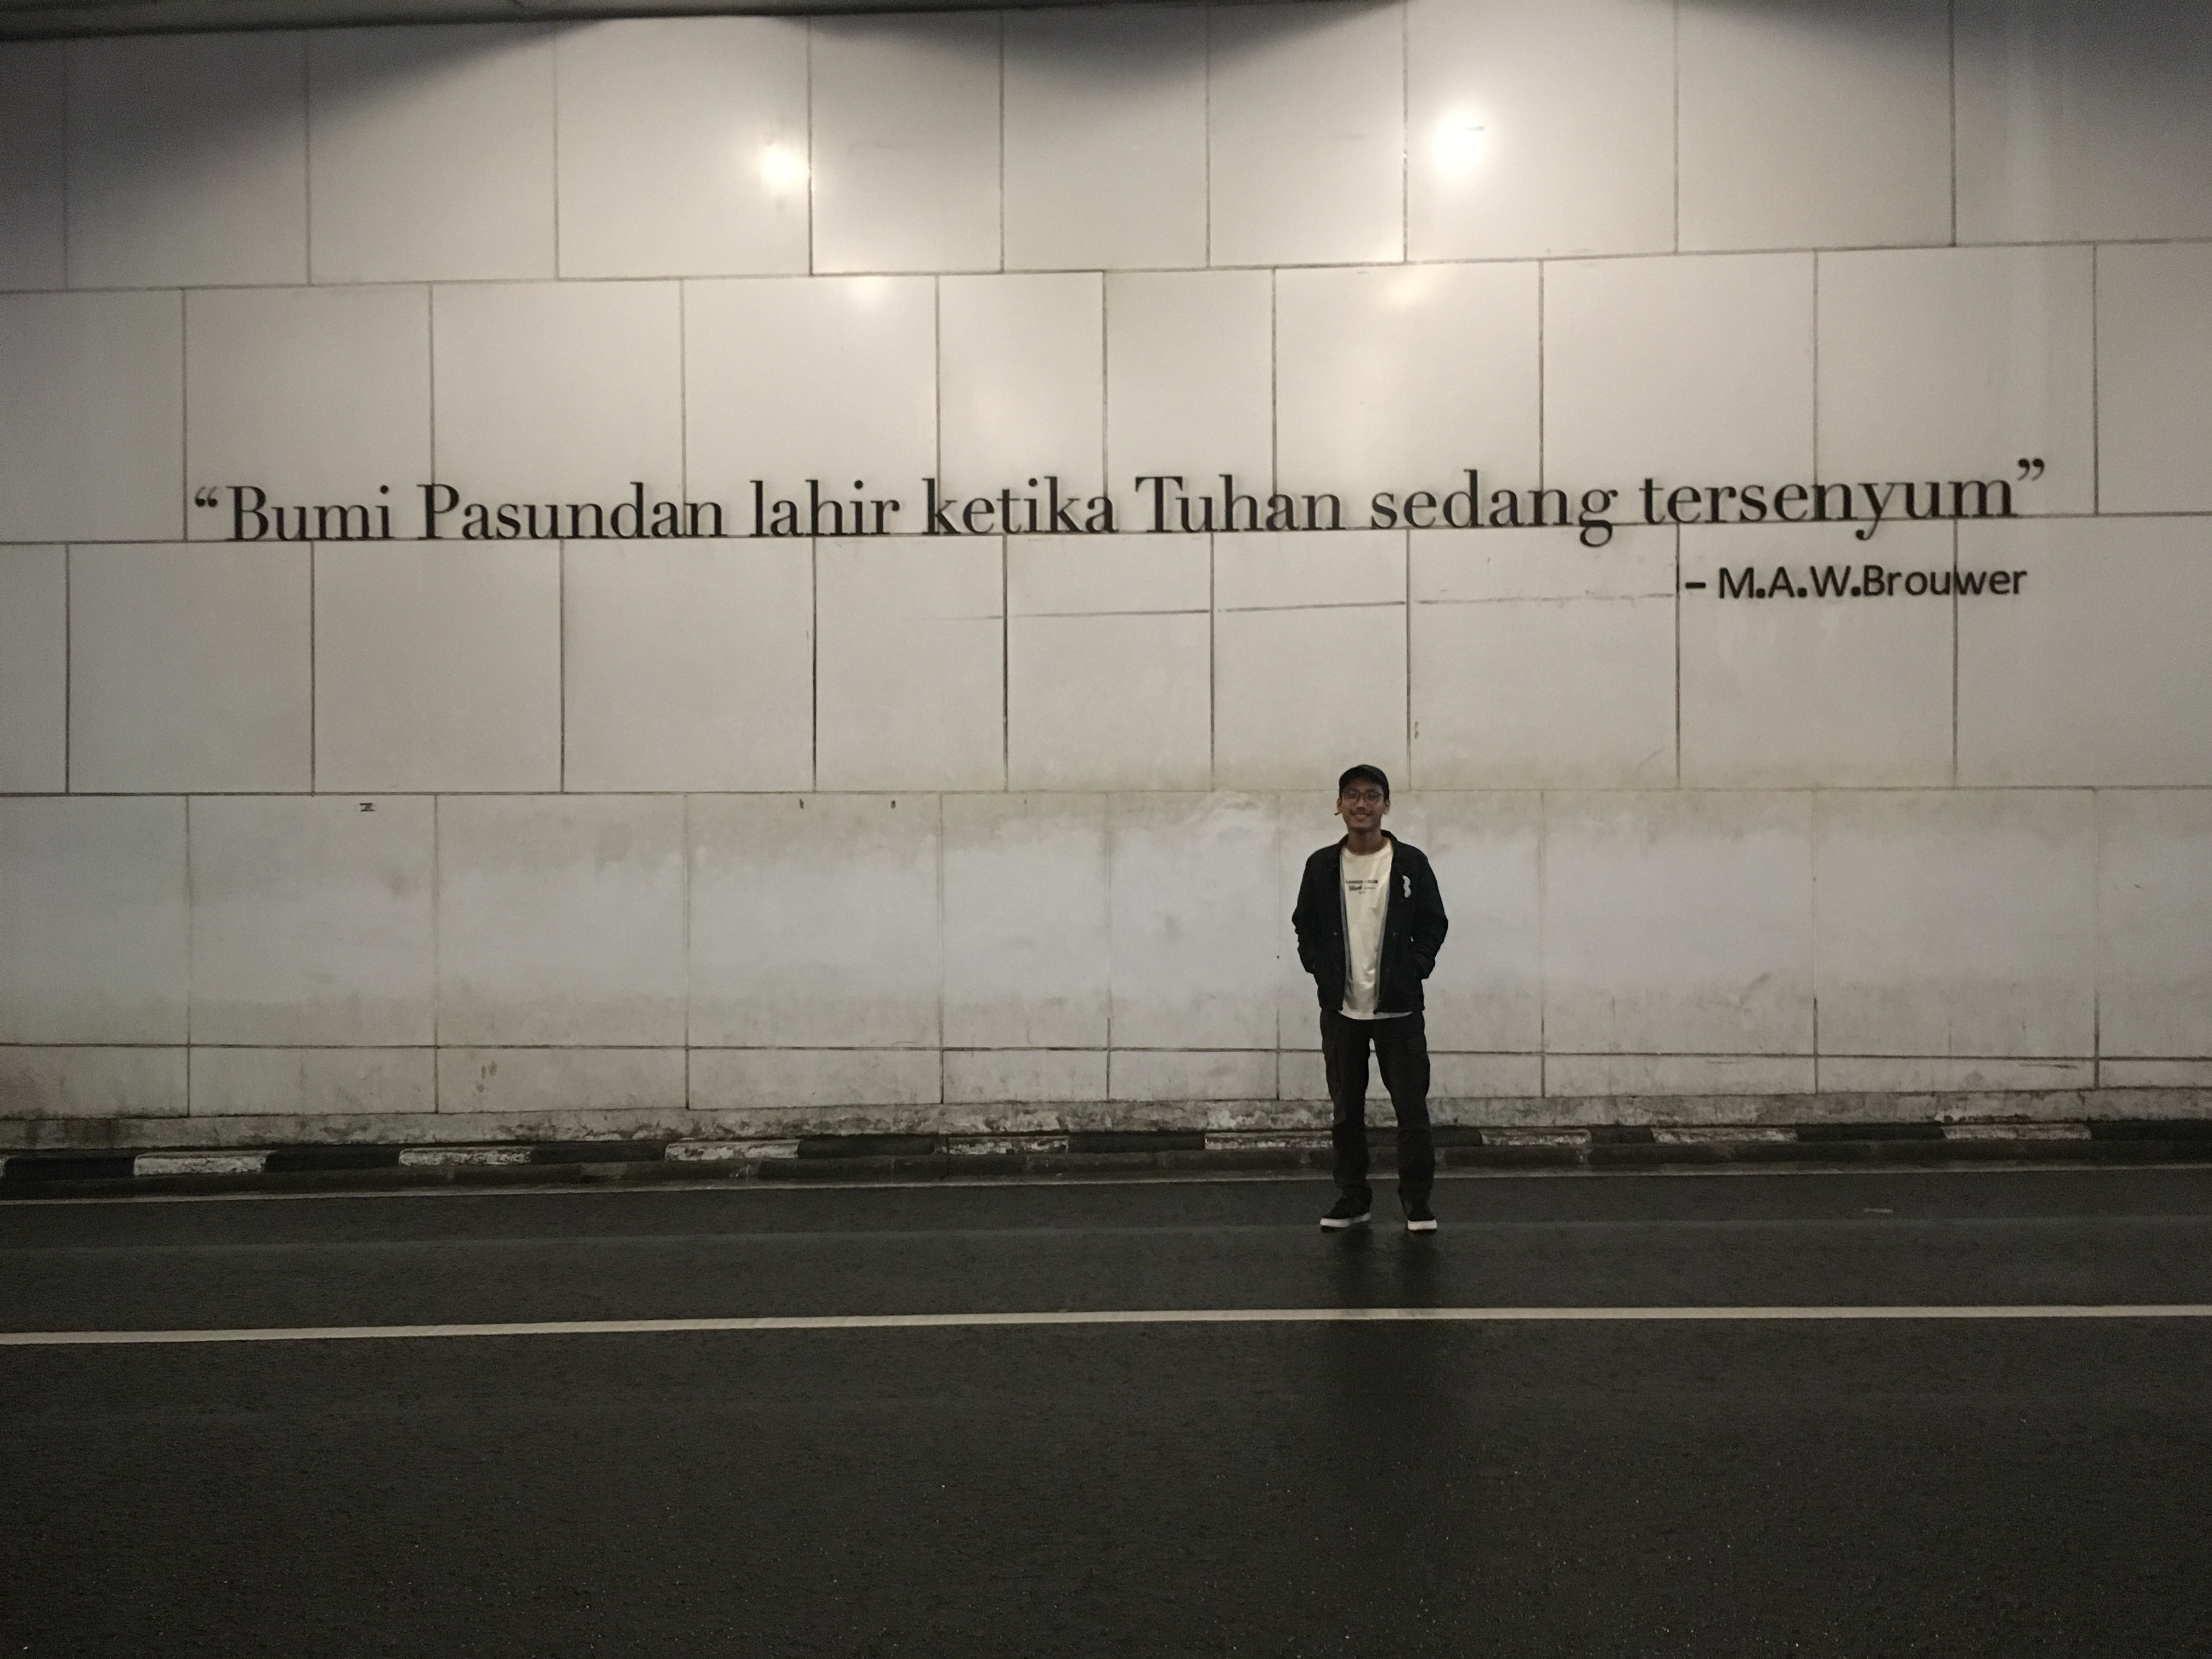 “Bumi Pasundan lahir ketika Tuhan sedang tersenyum”
– M.A.W.Brouwer